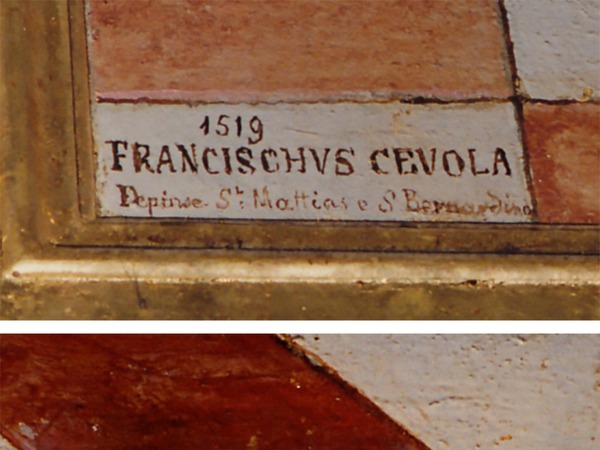 1519
FRANCISCHVS CEVOLA
Depinse St. Mattias e S. Bernardino